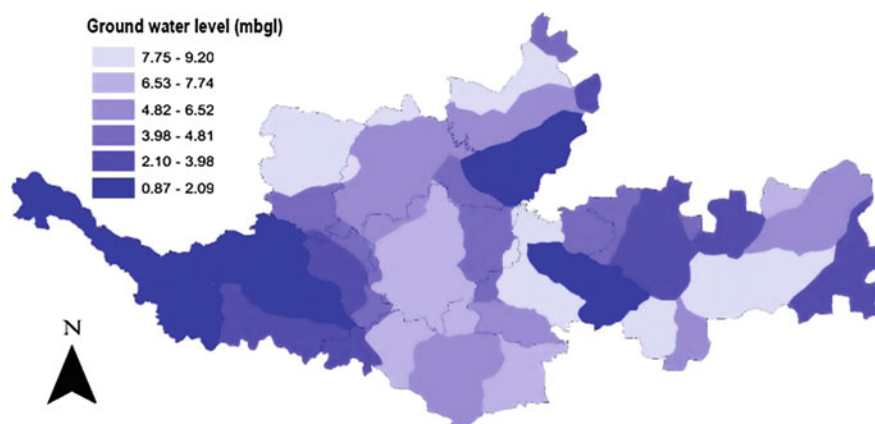 Ground water level (mbgl)
7.75 - 9.20
6.53 - 7.74
4.82 - 6.52
3.98 - 4.81
2.10 - 3.98
0.87 - 2.09
N